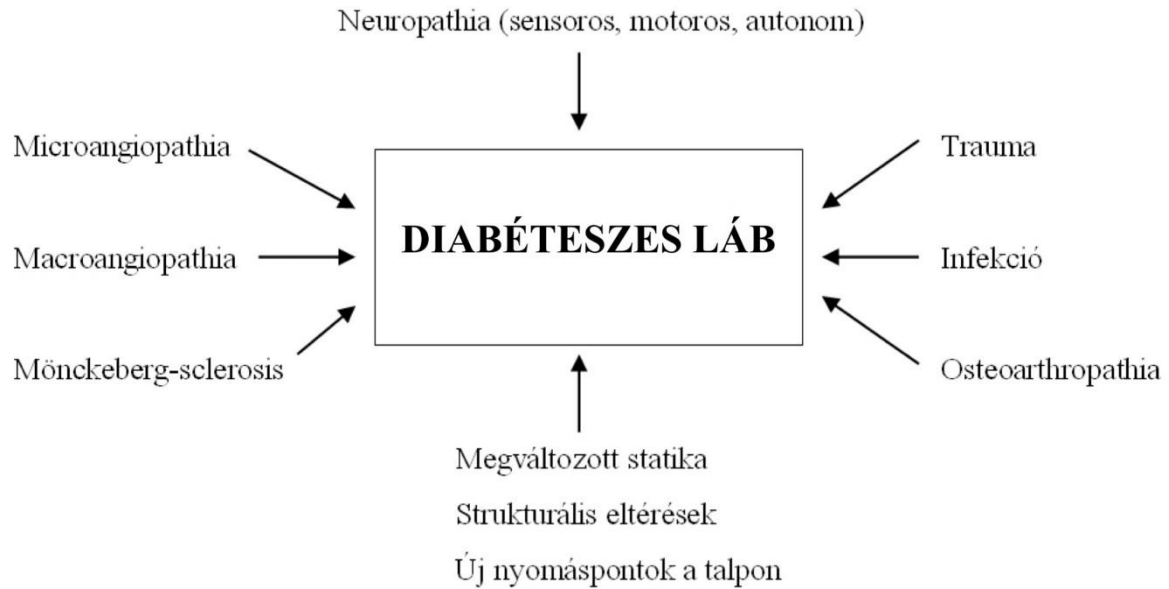 Neuropathia (sensoros, motoros, autonom)
Microangiopathia
Trauma
DIABÉTESZES LÁB
Macroangiopathia
Infekció
Mönckeberg-sclerosis
Osteoarthropathia
Megváltozott statika
Strukturális eltérések
Új nyomáspontok a talpon